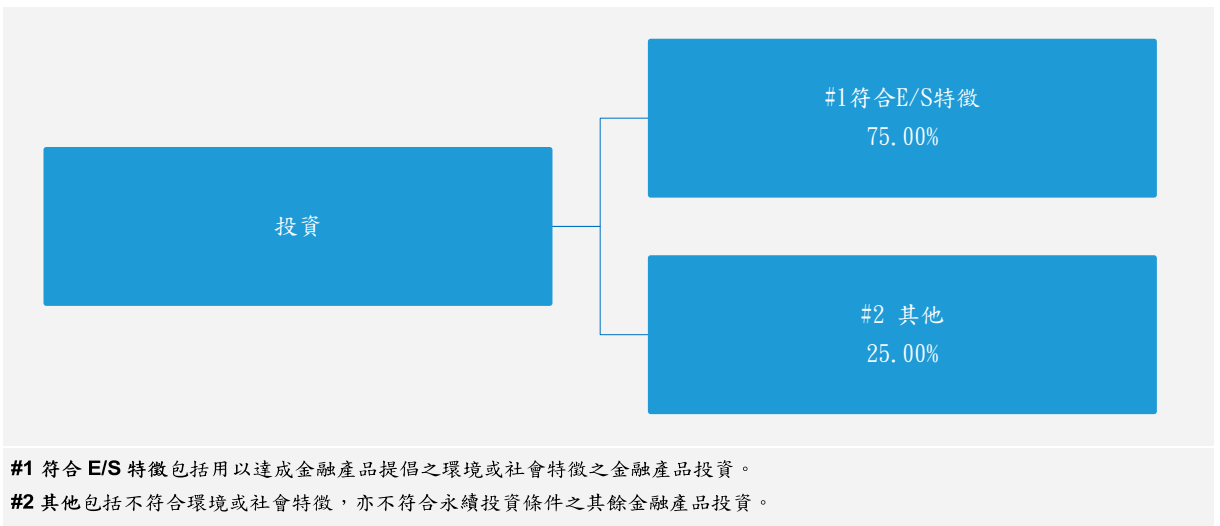 #1符合E/S特徵
75.00%
投資
#2 其他
25.00%
#1 符合 E/S 特徵包括用以達成金融產品提倡之環境或社會特徵之金融產品投資。
#2 其他包括不符合環境或社會特徵，亦不符合永續投資條件之其餘金融產品投資。